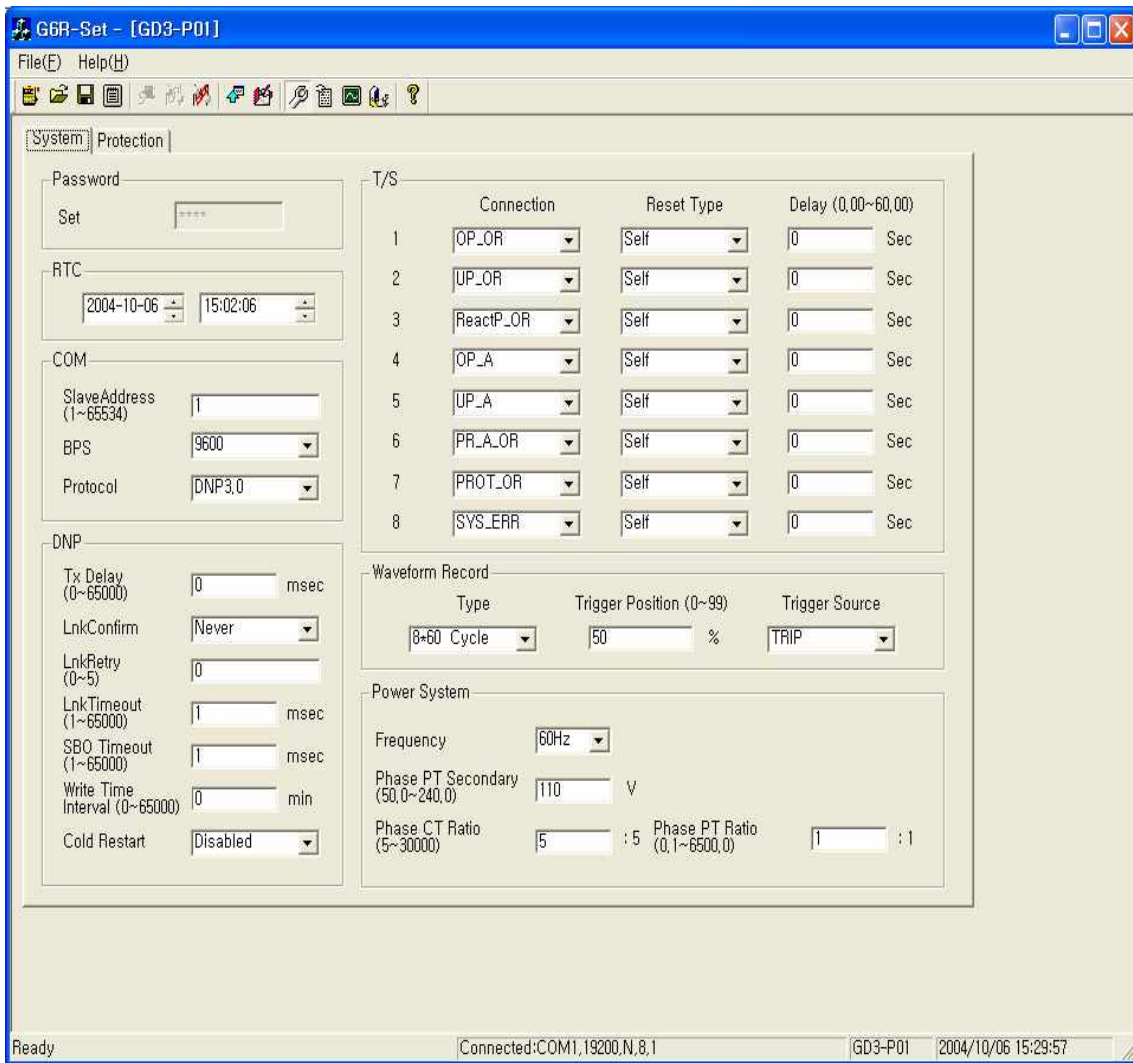 G6R-Set - [GD3-P01]
File(F) Help(H)
System Protection
Password
Set ****
RTC
2004-10-06 15:02:06
COM
SlaveAddress
(1~65534) 1
BPS 9600
Protocol DNP3,0
DNP
Tx Delay
(0~65000) 0 msec
LnkConfirm Never
LnkRetry
(0~5) 0
LnkTimeout
(1~65000) 1 msec
SBO Timeout
(1~65000) 1 msec
Write Time
Interval (0~65000) 0 min
Cold Restart Disabled
T/S
Connection Reset Type Delay (0,00~60,00)
1 OP_OR Self 0 Sec
2 UP_OR Self 0 Sec
3 ReactP_OR Self 0 Sec
4 OP_A Self 0 Sec
5 UP_A Self 0 Sec
6 PR_A_OR Self 0 Sec
7 PROT_OR Self 0 Sec
8 SYS_ERR Self 0 Sec
Waveform Record
Type Trigger Position (0~99) Trigger Source
8*60 Cycle 50 % TRIP
Power System
Frequency 60Hz
Phase PT Secondary
(50,0~240,0) 110 V
Phase CT Ratio
(5~30000) 5 : 5
Phase PT Ratio
(0,1~6500,0) 1 : 1
Ready Connected:COM1,19200,N,8,1 GD3-P01 2004/10/06 15:29:57